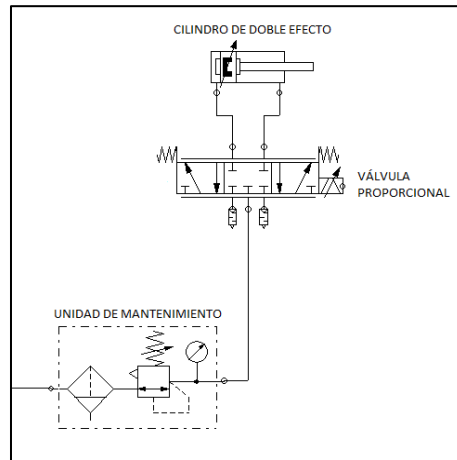 CILINDRO DE DOBLE EFECTO
VÁLVULA
PROPORCIONAL
UNIDAD DE MANTENIMIENTO